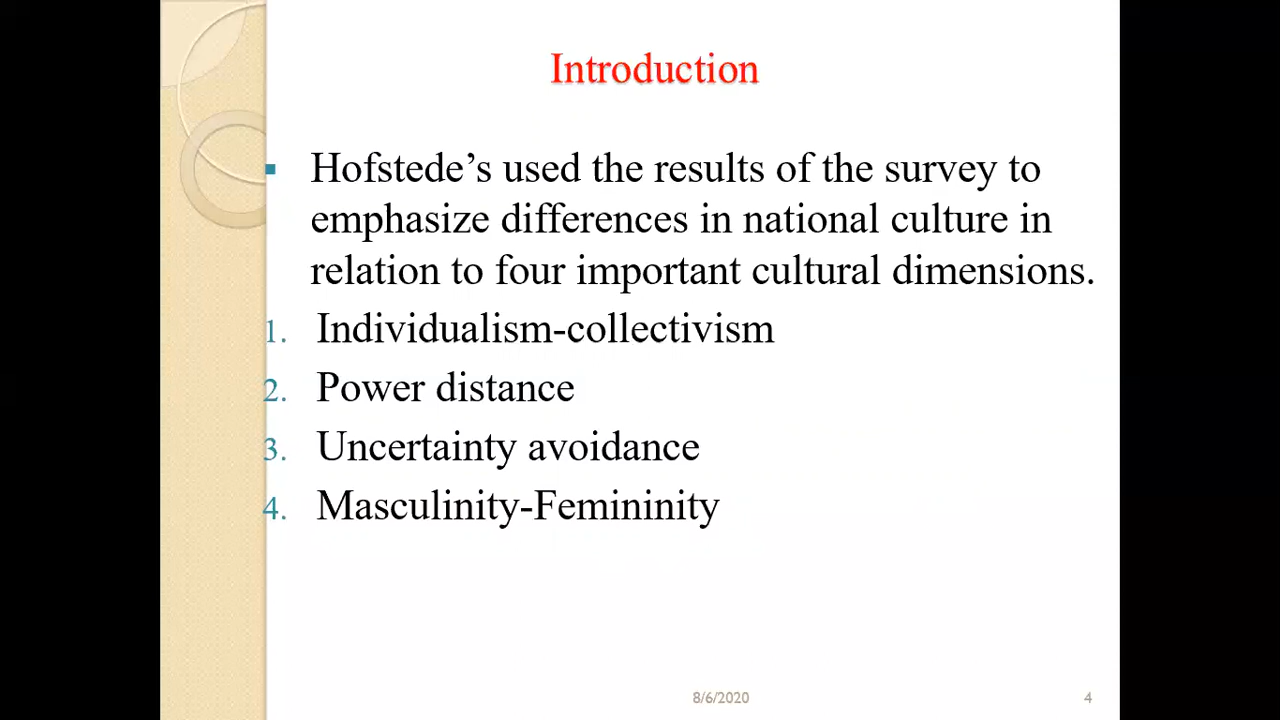 Introduction
▪ Hofstede’s used the results of the survey to
emphasize differences in national culture in
relation to four important cultural dimensions.
1. Individualism-collectivism
2. Power distance
3. Uncertainty avoidance
4. Masculinity-Femininity
8/6/2020 4